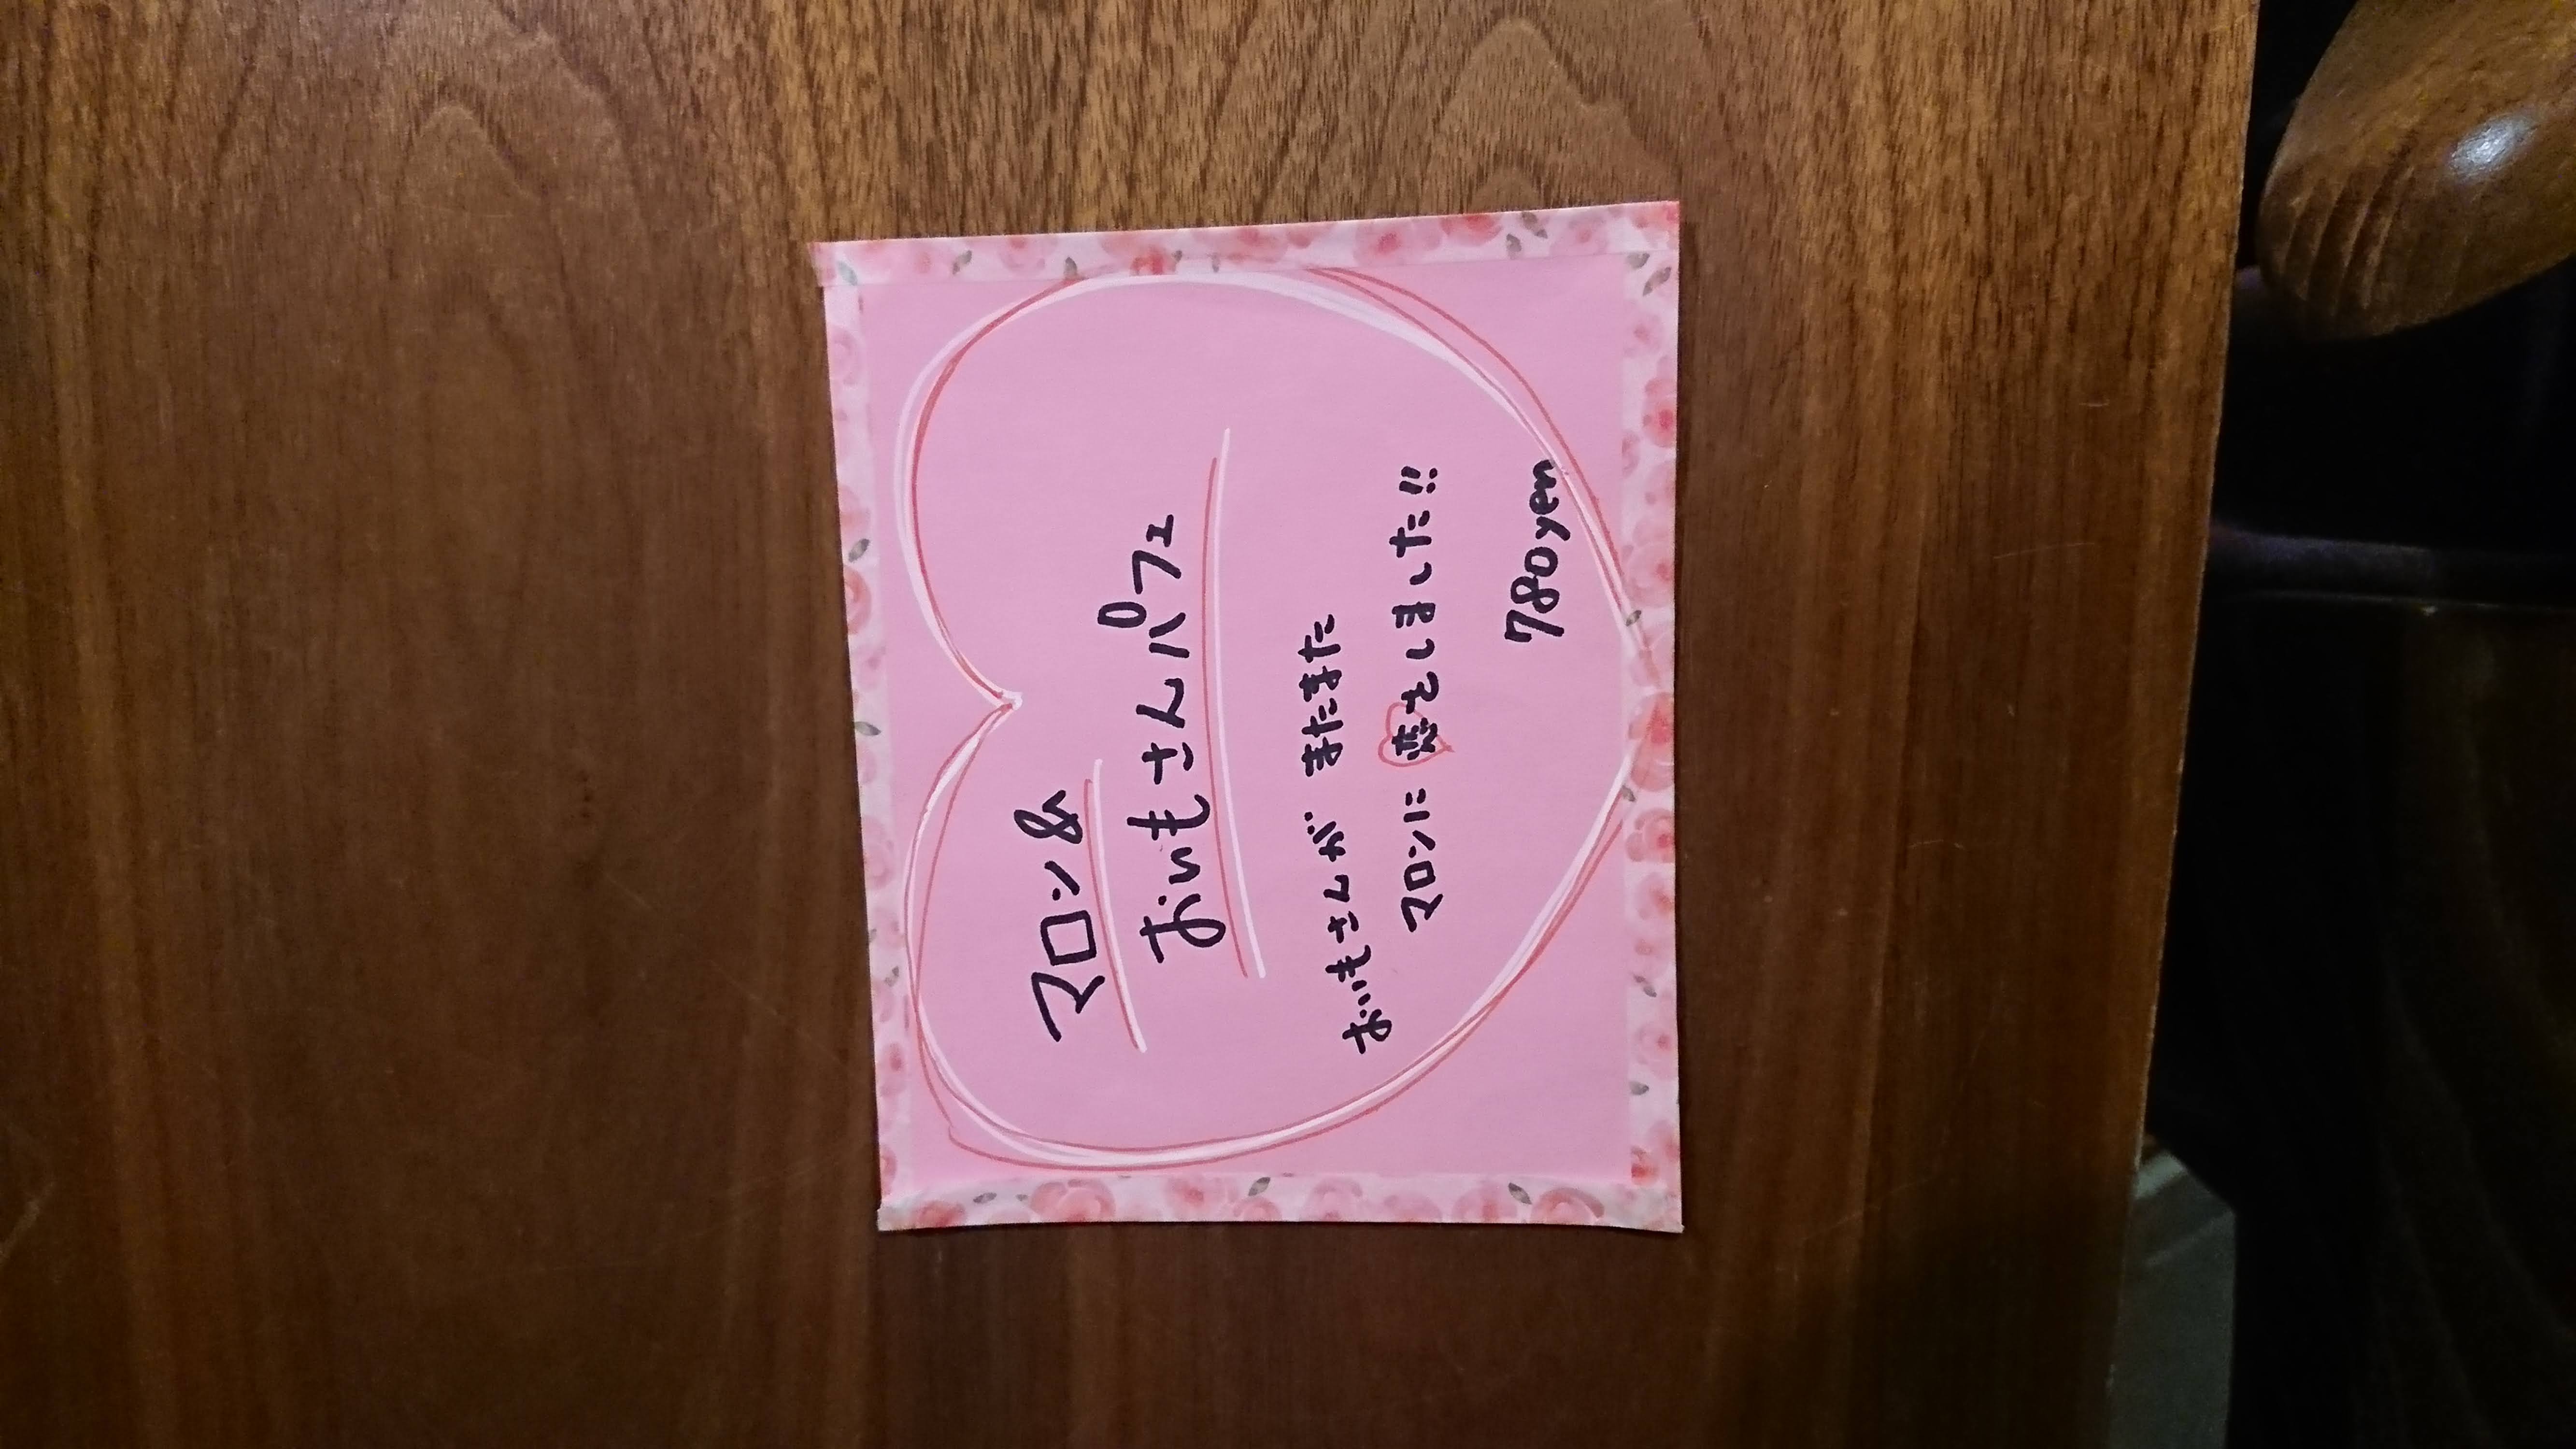 マロン&
おいもさんパフェ
おいもさんが またまた
マロンに 恋をしました!!
780yen